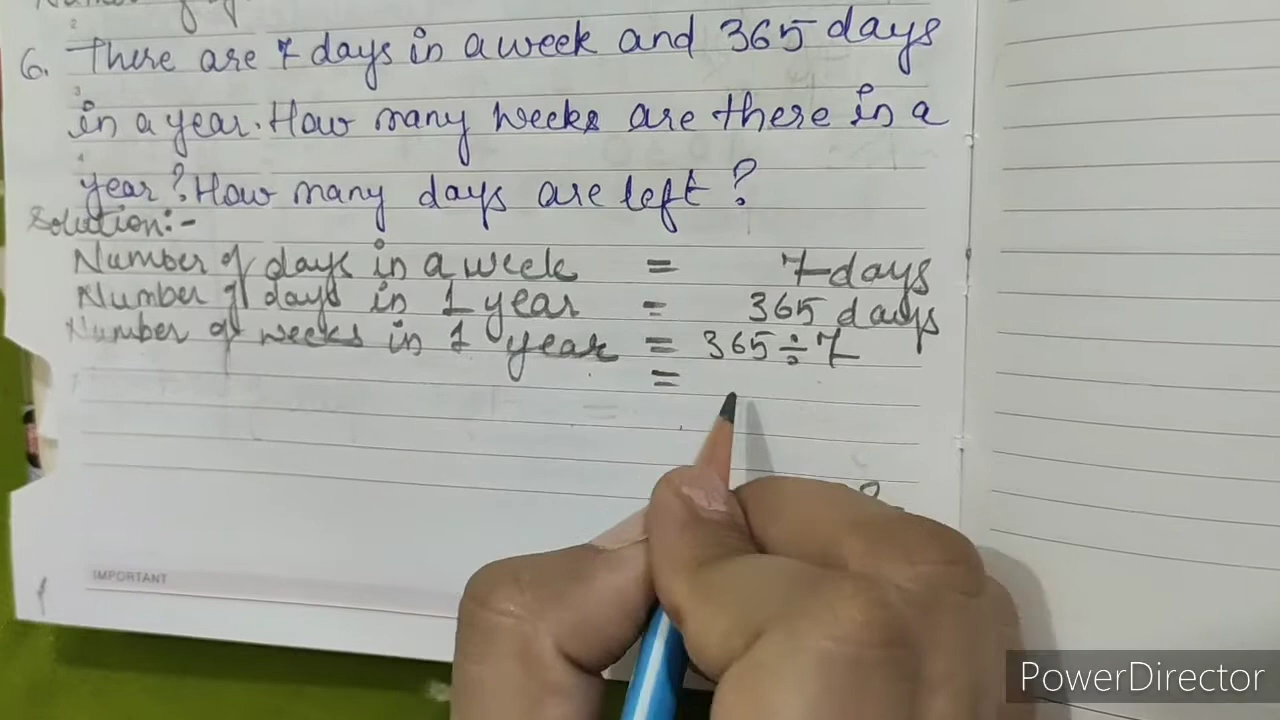 6. There are 7 days in a week and 365 days
in a year. How many weeks are there in a
year? How many days are left?
Solution:-
Number of days in a week = 7 days
Number of days in 1 year = 365 days
Number of weeks in 1 year = 365÷7
=
IMPORTANT
PowerDirector